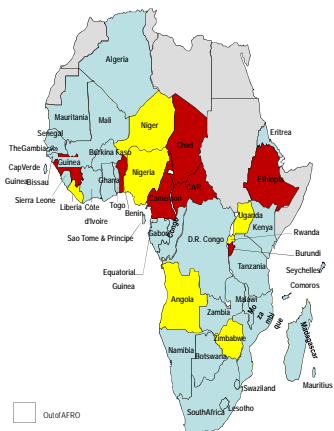 Algeria
Mauritania
Mali
Niger
Chad
Eritrea
Senegal
TheGambia
Burkina Faso
CapVerde
Guinea
GuineaBissau
Ghana
Nigeria
Ethiopia
Sierra Leone
Cameroon
CAR
Liberia
Côte
d'Ivoire
Togo
Benin
Uganda
Kenya
Sao Tome & Principe
Gabon
Congo
D.R. Congo
Rwanda
Burundi
Equatorial
Guinea
Tanzania
Seychelles
Comoros
Angola
Malawi
Zambia
Mozambique
Zimbabwe
Madagascar
Namibia
Botswana
Mauritius
Swaziland
SouthAfrica
Lesotho
OutofAFRO